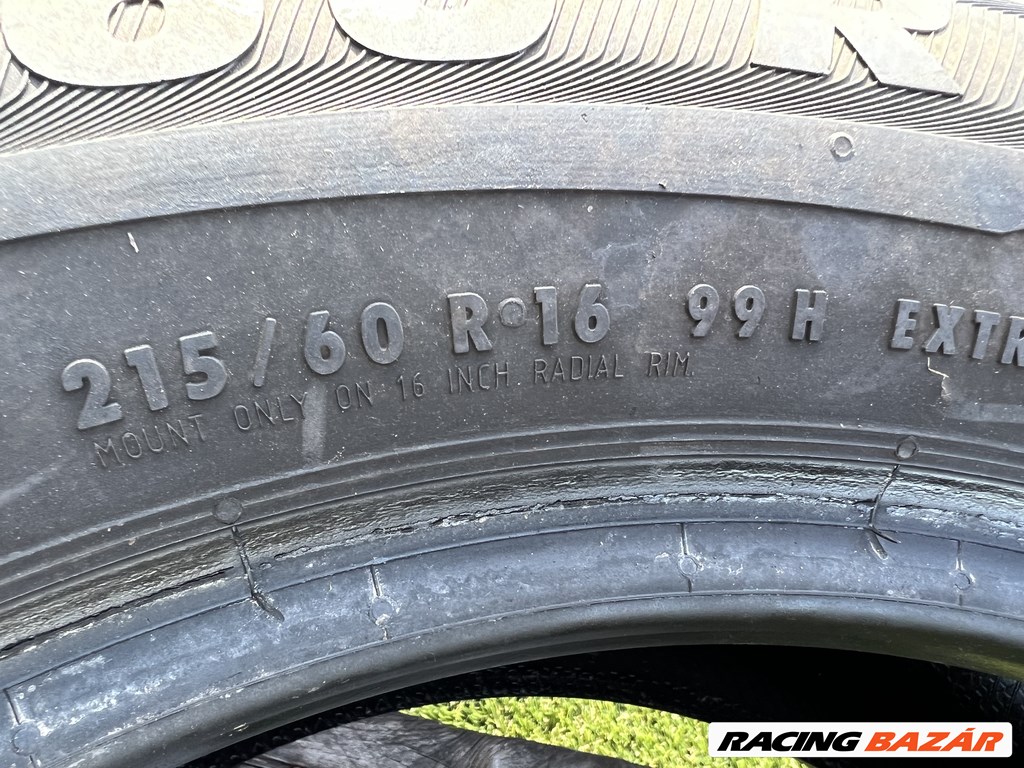 215/60 R 16 99 H EXTR
MOUNT ONLY ON 16 INCH RADIAL RIM.
RACING BAZÁR